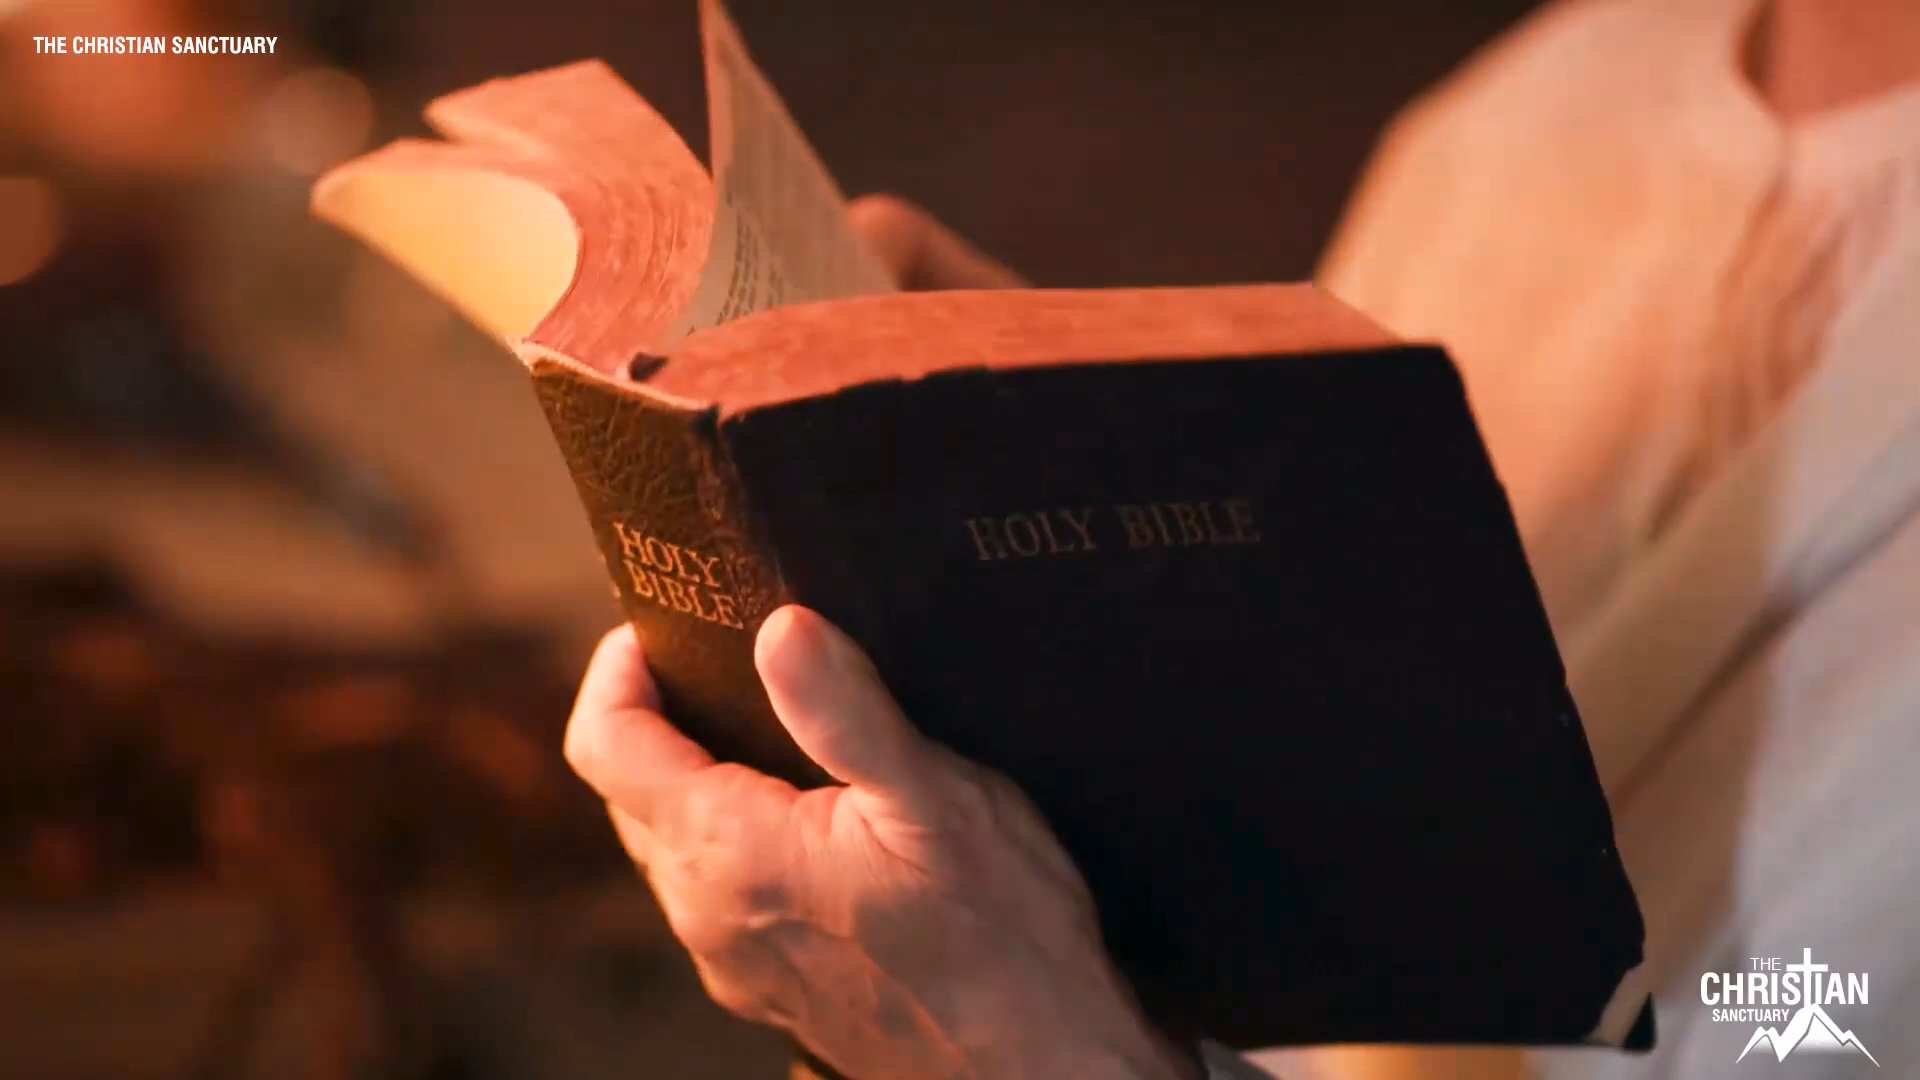 THE CHRISTIAN SANCTUARY
HOLY
BIBLE
HOLY BIBLE
THE
CHRISTIAN
SANCTUARY